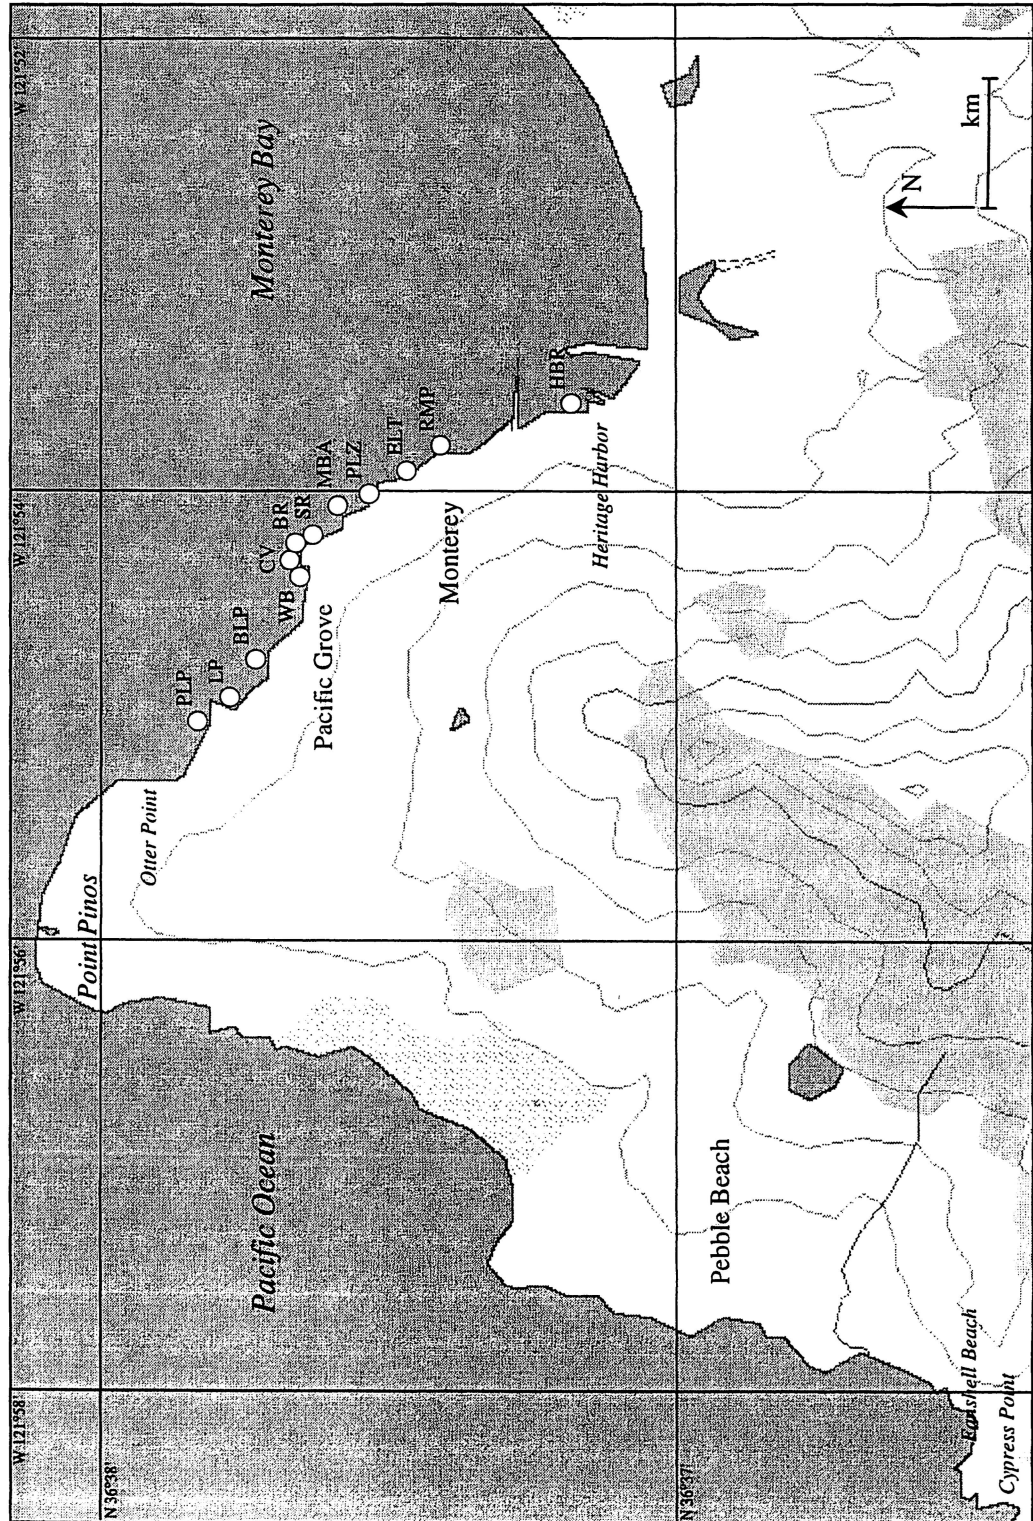 W 121°58'
W 121°56'
W 121°54'
W 121°52'
N 36°38'
N 36°37'
Pacific Ocean
Point Pinos
Otter Point
Monterey Bay
PLP
LP
BLP
WB
CV
BR
SR
MBA
PLZ
RMP
HBR
Pacific Grove
Monterey
Heritage Harbor
Pebble Beach
Cypress Point
N
km